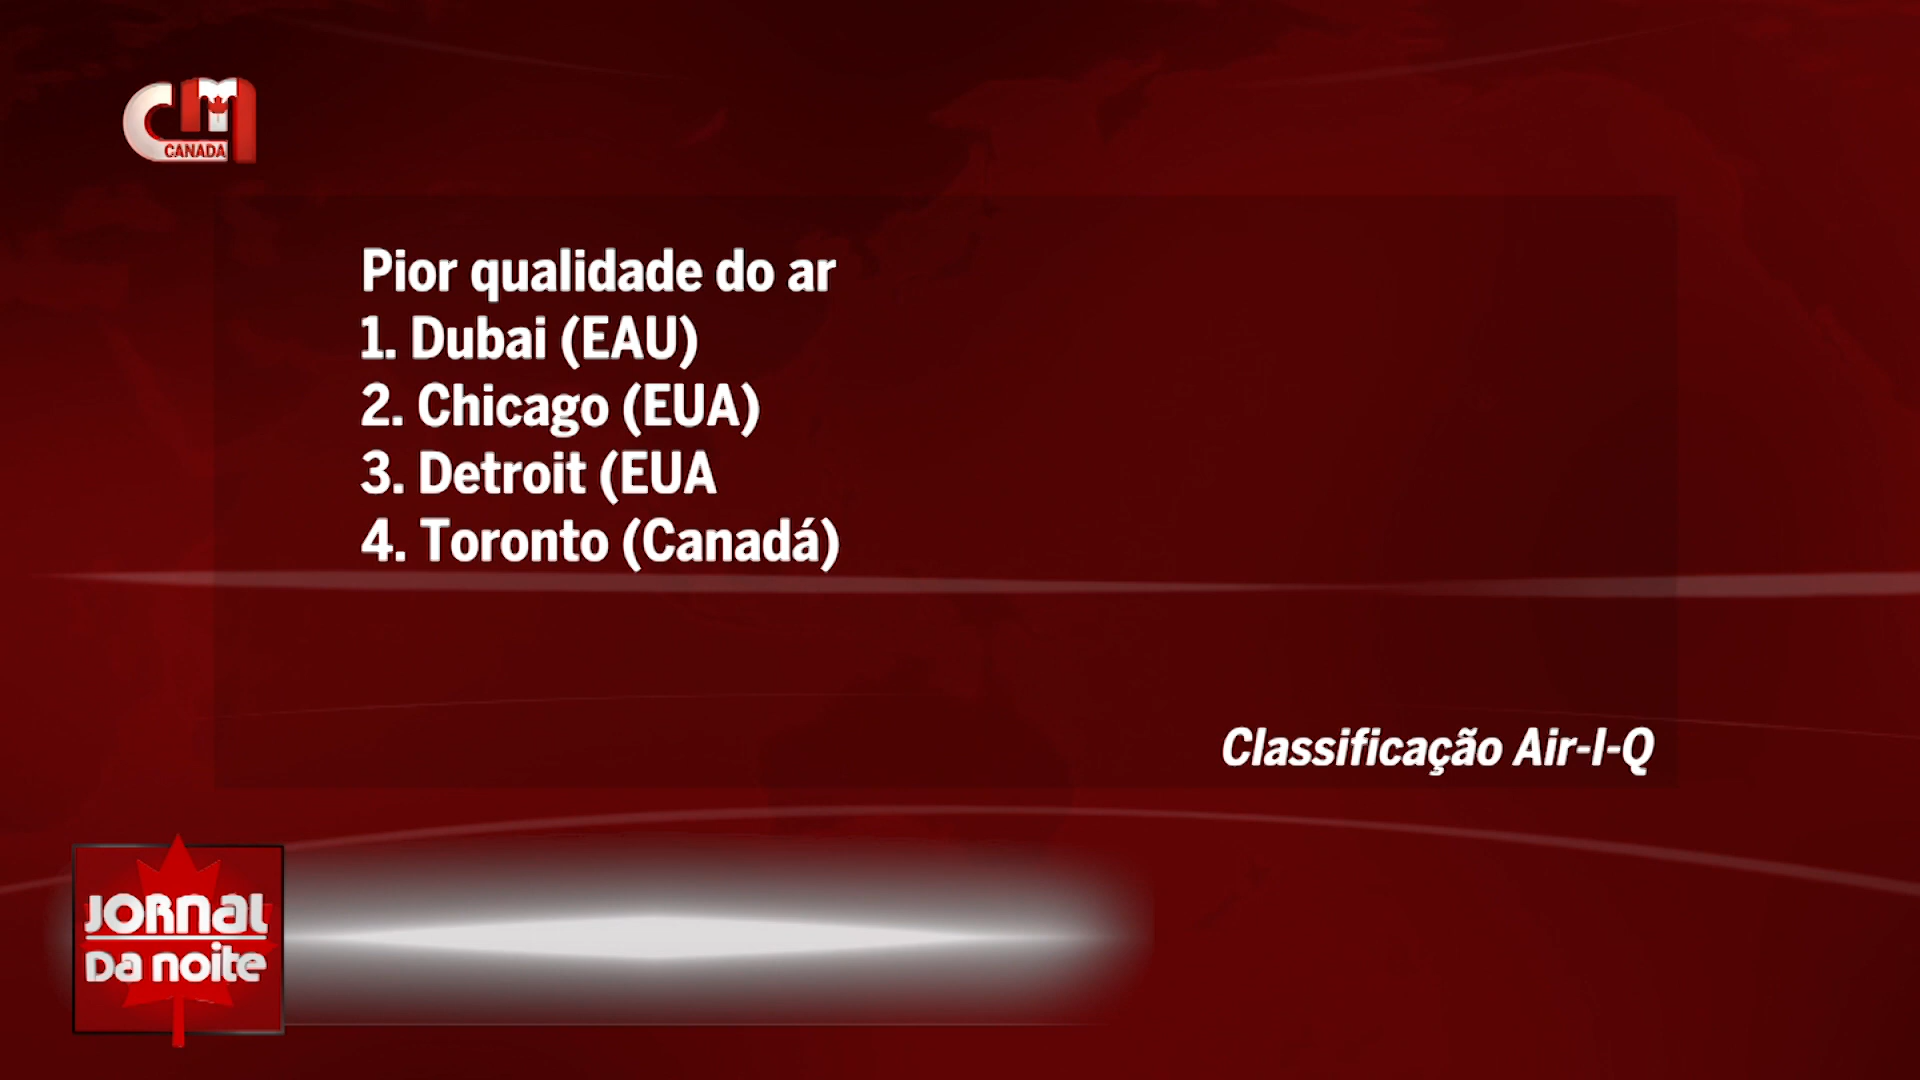 CM
CANADA
Pior qualidade do ar
1. Dubai (EAU)
2. Chicago (EUA)
3. Detroit (EUA
4. Toronto (Canadá)
Classificação Air-I-Q
JORNAL
DA NOITE